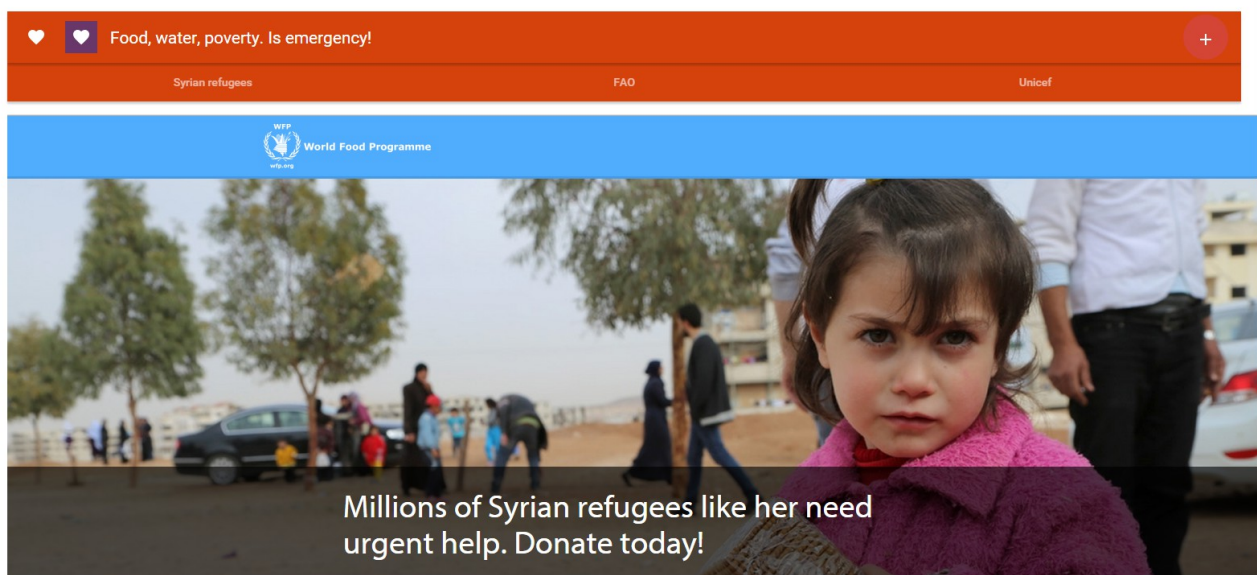 Food, water, poverty. Is emergency!
Syrian refugees
FAO
Unicef
WFP
World Food Programme
wfp.org
Millions of Syrian refugees like her need
urgent help. Donate today!